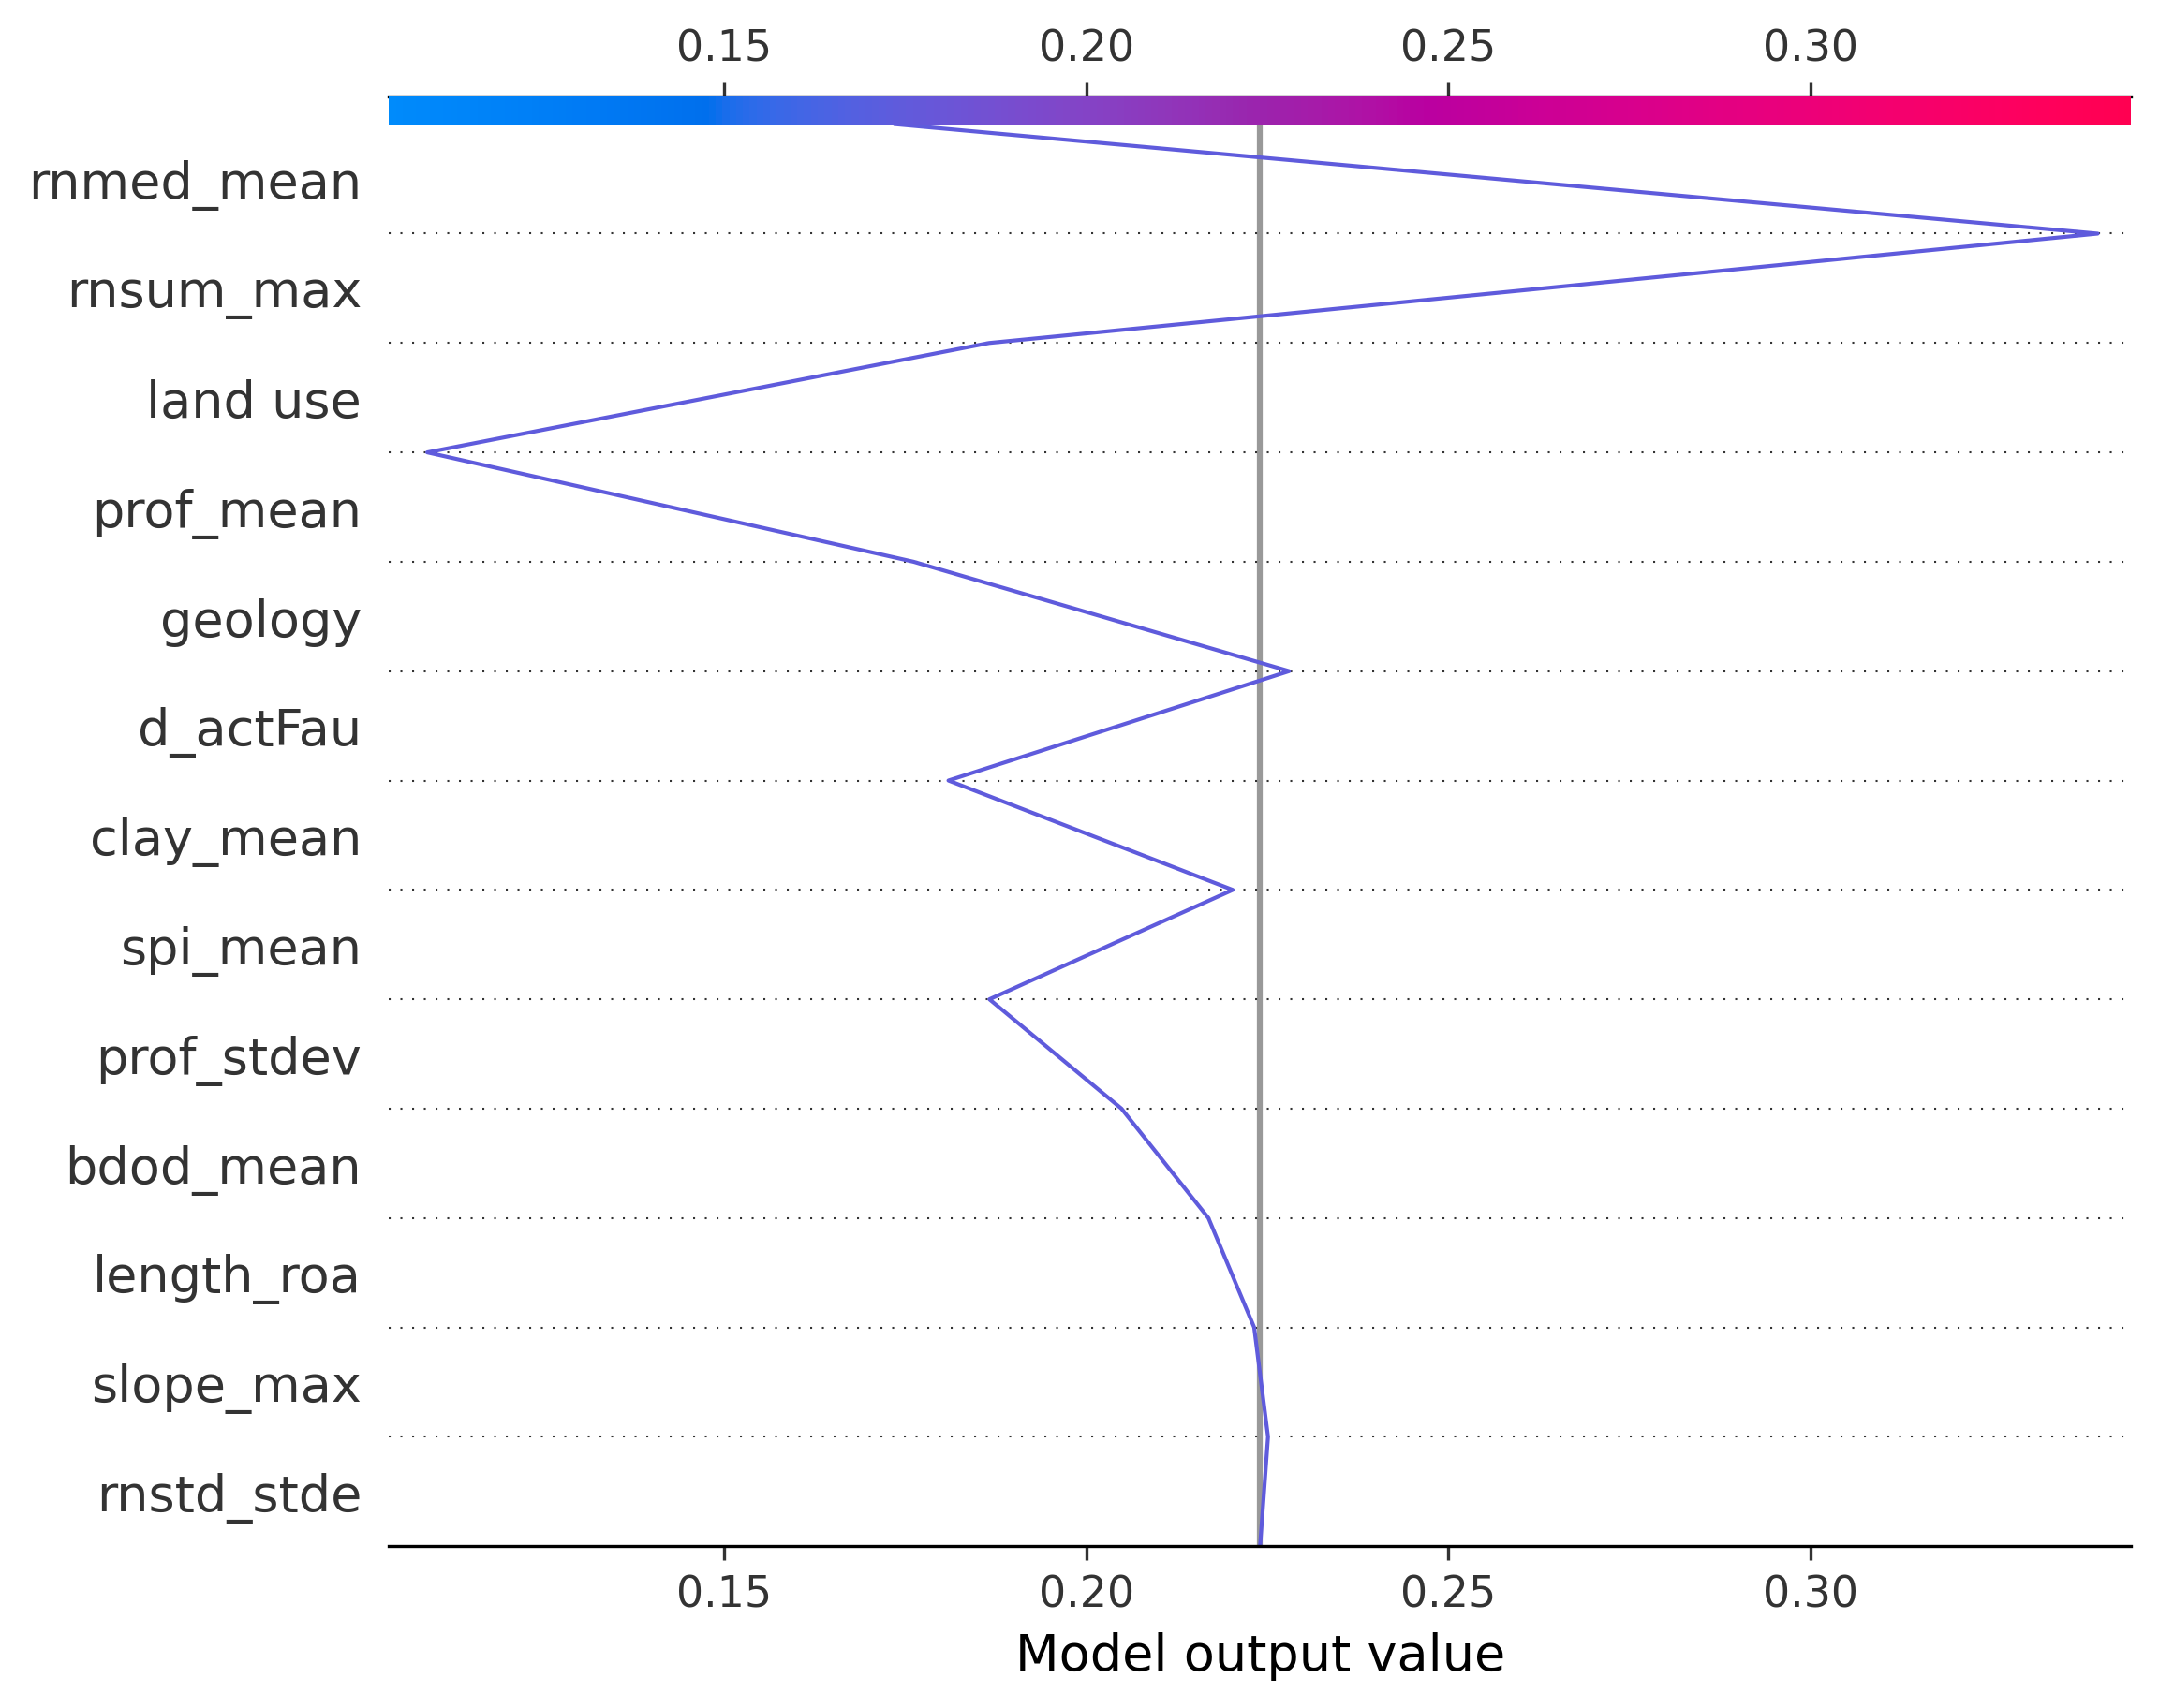 0.15 0.20 0.25 0.30
rnmed_mean
rnsum_max
land use
prof_mean
geology
d_actFau
clay_mean
spi_mean
prof_stdev
bdod_mean
length_roa
slope_max
rnstd_stde
0.15 0.20 0.25 0.30
Model output value